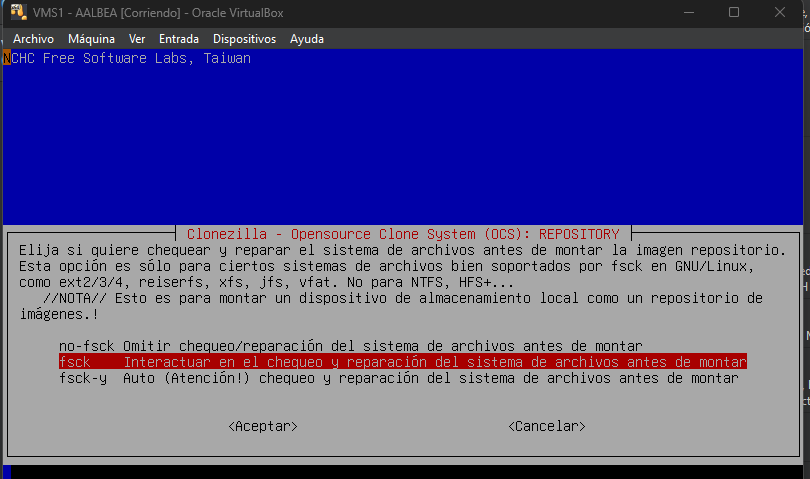 VMS1 - AALBEA [Corriendo] - Oracle VirtualBox
Archivo Máquina Ver Entrada Dispositivos Ayuda
NCHC Free Software Labs, Taiwan
Clonezilla - Opensource Clone System (OCS): REPOSITORY
Elija si quiere chequear y reparar el sistema de archivos antes de montar la imagen repositorio.
Esta opción es sólo para ciertos sistemas de archivos bien soportados por fsck en GNU/Linux,
como ext2/3/4, reiserfs, xfs, jfs, vfat. No para NTFS, HFS+...
//NOTA// Esto es para montar un dispositivo de almacenamiento local como un repositorio de
imágenes.!
no-fsck Omitir chequeo/reparación del sistema de archivos antes de montar
fsck Interactuar en el chequeo y reparación del sistema de archivos antes de montar
fsck-y Auto (Atención!) chequeo y reparación del sistema de archivos antes de montar
<Aceptar> <Cancelar>